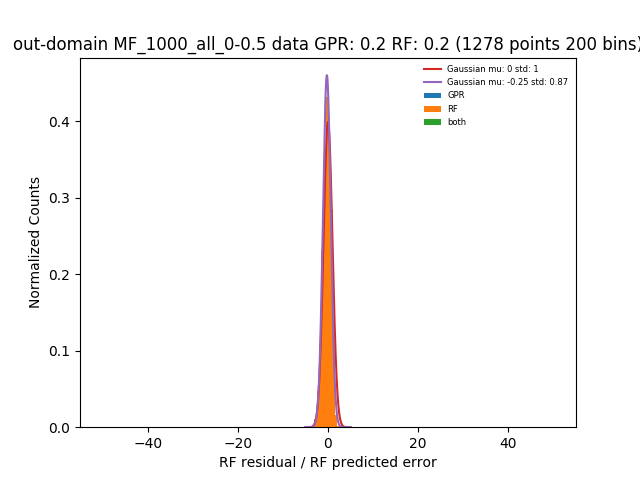 out-domain MF_1000_all_0-0.5 data GPR: 0.2 RF: 0.2 (1278 points 200 bins)
Gaussian mu: 0 std: 1
Gaussian mu: -0.25 std: 0.87
GPR
RF
both
Normalized Counts
0.4
0.3
0.2
0.1
0.0
−40 −20 0 20 40
RF residual / RF predicted error